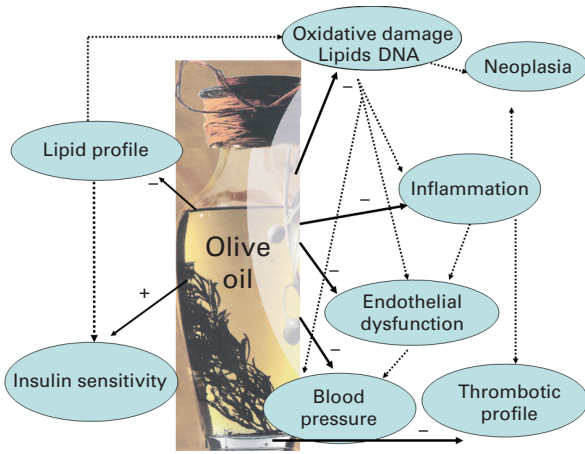 Oxidative damage
Lipids DNA
Neoplasia
–
Lipid profile
–
Inflammation
–
Olive
oil
+
–
Endothelial
dysfunction
Insulin sensitivity
–
Blood
pressure
Thrombotic
profile
–